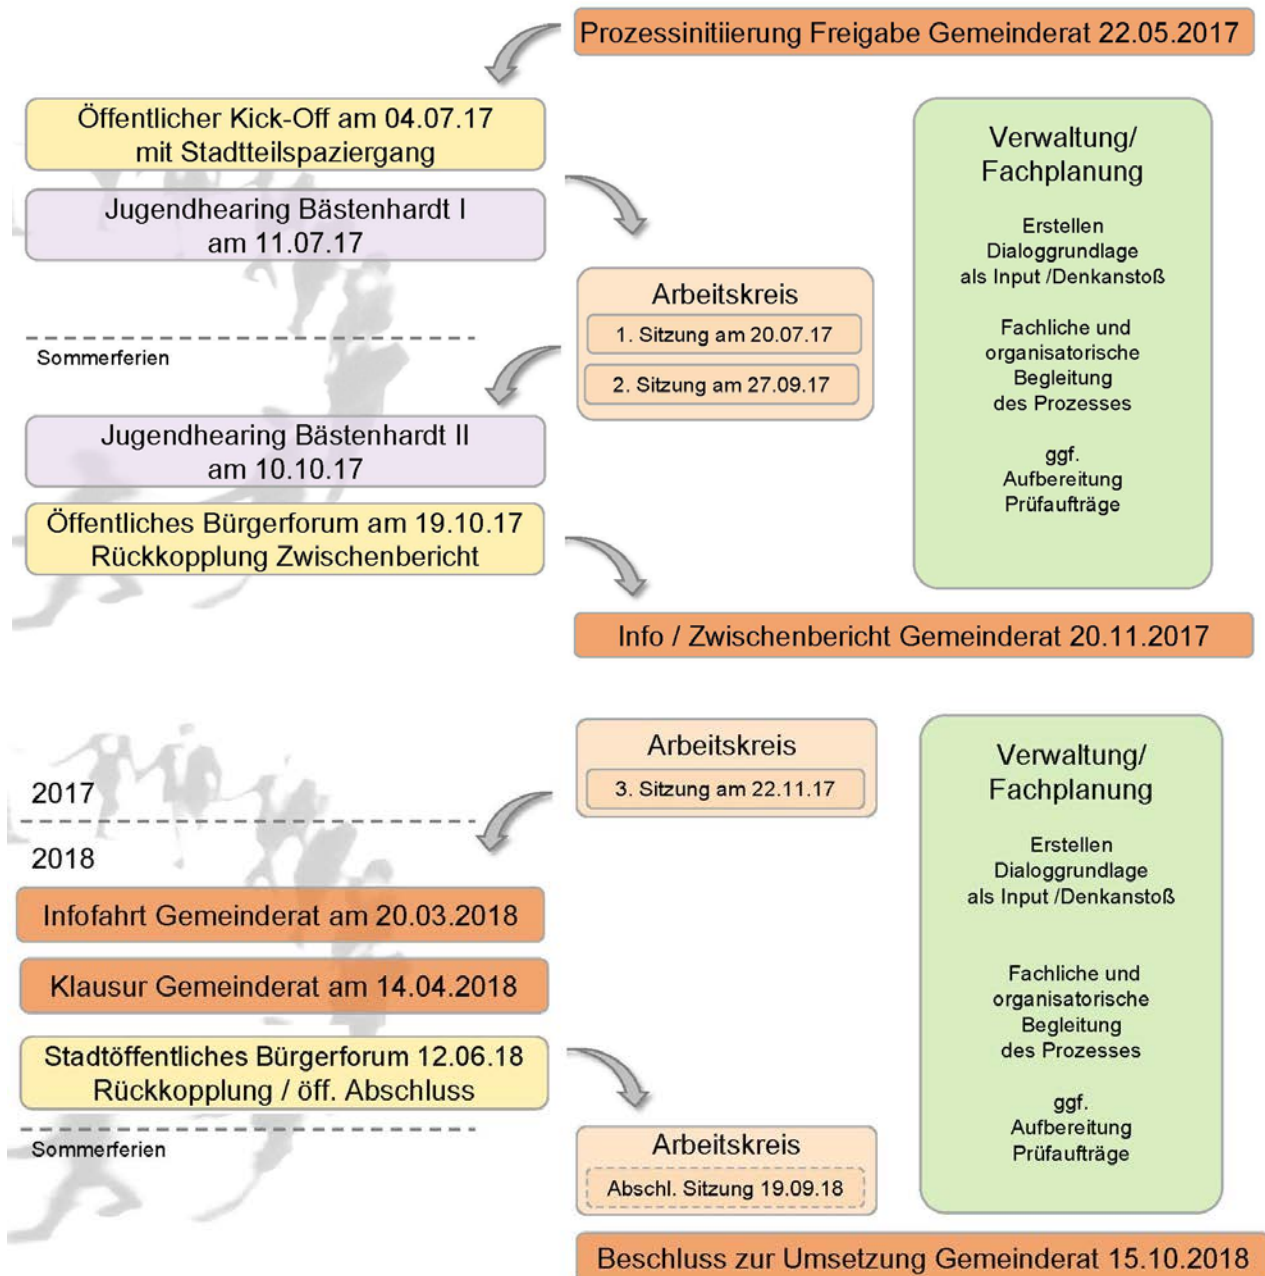 Prozessinitiierung Freigabe Gemeinderat 22.05.2017
Öffentlicher Kick-Off am 04.07.17
mit Stadtteilspaziergang
Jugendhearing Bästenhardt I
am 11.07.17
Sommerferien
Arbeitskreis
1. Sitzung am 20.07.17
2. Sitzung am 27.09.17
Verwaltung/
Fachplanung
Erstellen
Dialoggrundlage
als Input /Denkanstoß
Fachliche und
organisatorische
Begleitung
des Prozesses
ggf.
Aufbereitung
Prüfaufträge
Jugendhearing Bästenhardt II
am 10.10.17
Öffentliches Bürgerforum am 19.10.17
Rückkopplung Zwischenbericht
Info / Zwischenbericht Gemeinderat 20.11.2017
Arbeitskreis
3. Sitzung am 22.11.17
2017
2018
Infofahrt Gemeinderat am 20.03.2018
Klausur Gemeinderat am 14.04.2018
Stadtöffentliches Bürgerforum 12.06.18
Rückkopplung / öff. Abschluss
Sommerferien
Verwaltung/
Fachplanung
Erstellen
Dialoggrundlage
als Input /Denkanstoß
Fachliche und
organisatorische
Begleitung
des Prozesses
ggf.
Aufbereitung
Prüfaufträge
Arbeitskreis
Abschl. Sitzung 19.09.18
Beschluss zur Umsetzung Gemeinderat 15.10.2018